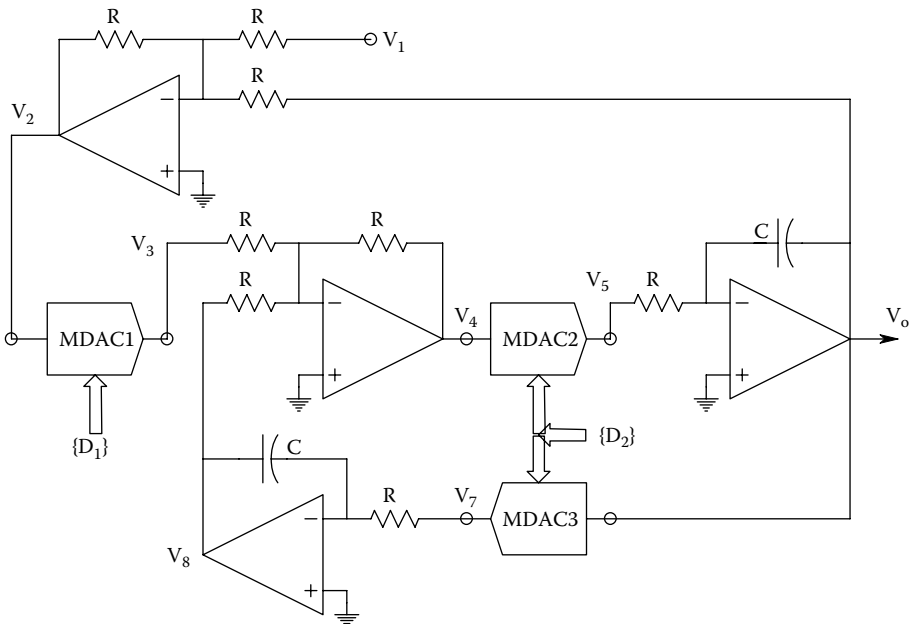 R R V1
R
V2 −
+
R R
V3
R C
V5 R
− V4 −
MDAC1 MDAC2 Vo
+ +
{D1} {D2}
C
R V7
− MDAC3
V8
+